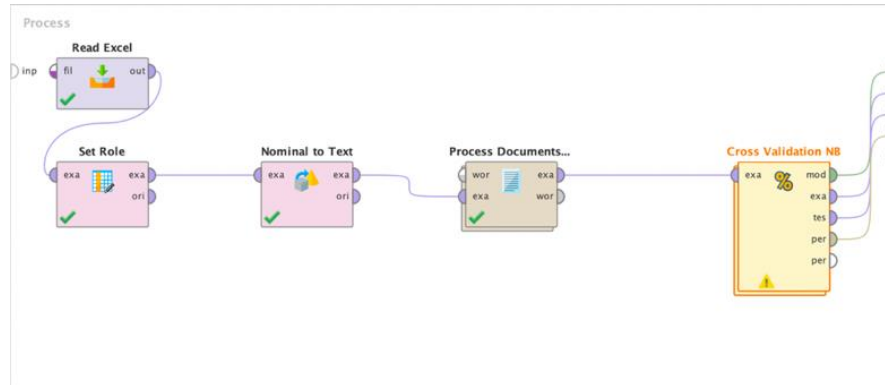 Process
Read Excel
inp
fil
out
Set Role
exa
exa
ori
Nominal to Text
exa
exa
ori
Process Documents...
wor
exa
exa
wor
Cross Validation NB
exa
%
mod
exa
tes
per
per